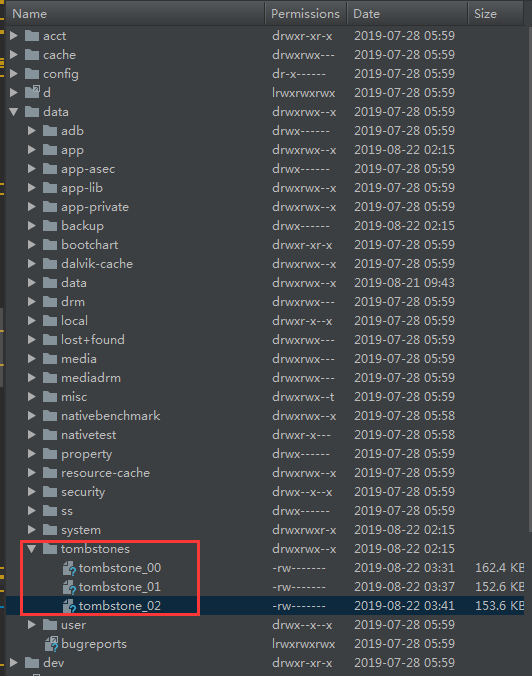 Name Permissions Date Size
acct drwxr-xr-x 2019-07-28 05:59
cache drwxrwx--- 2019-07-28 05:59
config dr-x------ 2019-07-28 05:59
d lrwxrwxrwx 2019-07-28 05:59
data drwxrwx--x 2019-07-28 05:59
adb drwx------ 2019-07-28 05:59
app drwxrwx--x 2019-08-22 02:15
app-asec drwx------ 2019-07-28 05:59
app-lib drwxrwx--x 2019-07-28 05:59
app-private drwxrwx--x 2019-07-28 05:59
backup drwx------ 2019-08-22 02:15
bootchart drwxr-xr-x 2019-07-28 05:59
dalvik-cache drwxrwx--x 2019-07-28 05:59
data drwxrwx--x 2019-08-21 09:43
drm drwxrwx--- 2019-07-28 05:59
local drwxr-x--x 2019-07-28 05:59
lost+found drwxrwx--- 2019-07-28 05:59
media drwxrwx--- 2019-07-28 05:59
mediadrm drwxrwx--- 2019-07-28 05:59
misc drwxrwx--t 2019-07-28 05:59
nativebenchmark drwxrwx--x 2019-07-28 05:58
nativetest drwxr-x--- 2019-07-28 05:58
property drwx------ 2019-07-28 05:59
resource-cache drwxrwx--x 2019-07-28 05:59
security drwx--x--x 2019-07-28 05:59
ss drwx------ 2019-07-28 05:59
system drwxrwxr-x 2019-08-22 02:15
tombstones drwxrwx--x 2019-08-22 02:15
tombstone_00 -rw------- 2019-08-22 03:31 162.4 KB
tombstone_01 -rw------- 2019-08-22 03:37 152.6 KB
tombstone_02 -rw------- 2019-08-22 03:41 153.6 KB
user drwx--x--x 2019-07-28 05:59
bugreports lrwxrwxrwx 2019-07-28 05:59
dev drwxr-xr-x 2019-07-28 05:59